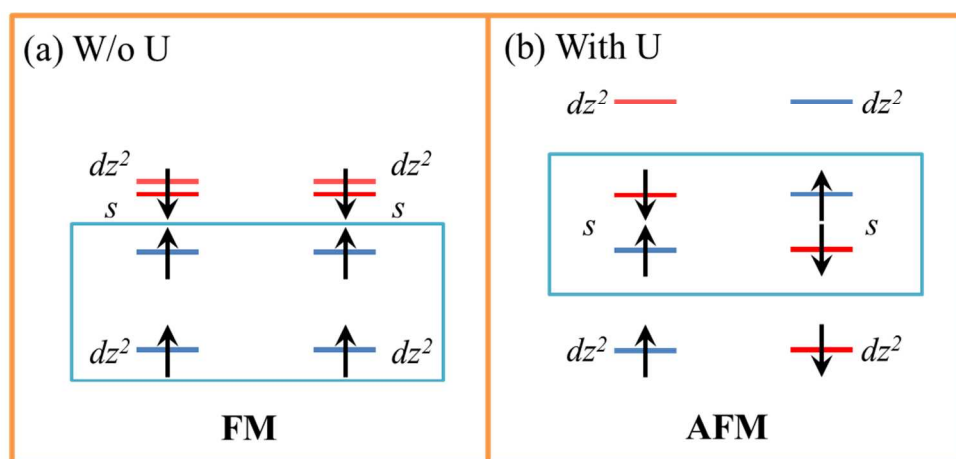 (a) W/o U
dz² dz²
s s
dz² dz²
FM
(b) With U
dz² dz²
s s
dz² dz²
AFM